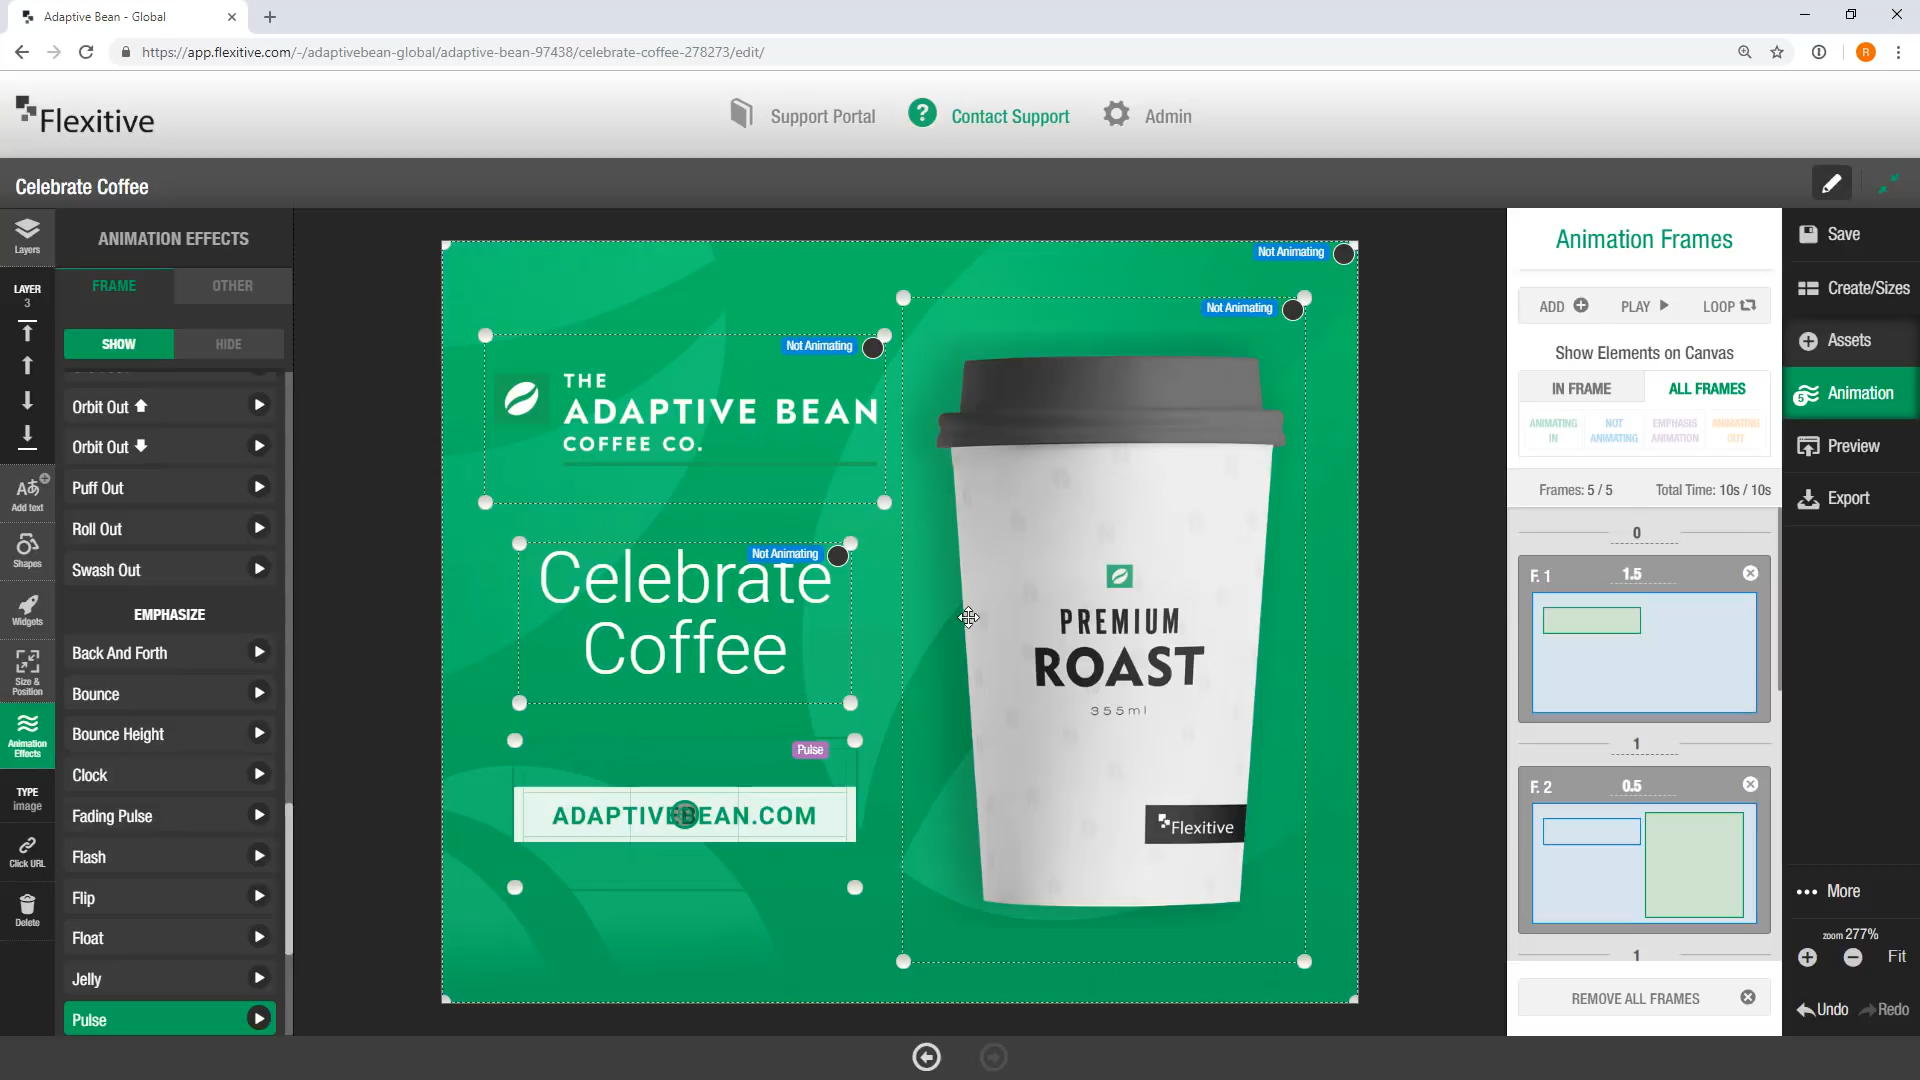 Adaptive Bean - Global
https://app.flexitive.com/-/adaptivebean-global/adaptive-bean-97438/celebrate-coffee-278273/edit/
R
Flexitive
Support Portal
? Contact Support
Admin
Celebrate Coffee
Layers
LAYER
3
Add text
Shapes
Widgets
Size &
Position
Animation
Effects
TYPE
image
Click URL
Delete
ANIMATION EFFECTS
FRAME
OTHER
SHOW
HIDE
Orbit Out
Orbit Out
Puff Out
Roll Out
Swash Out
EMPHASIZE
Back And Forth
Bounce
Bounce Height
Clock
Fading Pulse
Flash
Flip
Float
Jelly
Pulse
Not Animating
Not Animating
Not Animating
THE
ADAPTIVE BEAN
COFFEE CO.
Not Animating
Celebrate
Coffee
Pulse
ADAPTIVEBEAN.COM
PREMIUM
ROAST
355ml
Flexitive
Animation Frames
ADD
PLAY
LOOP
Show Elements on Canvas
IN FRAME
ALL FRAMES
ANIMATING
IN
NOT
ANIMATING
EMPHASIS
ANIMATION
ANIMATING
OUT
Frames: 5 / 5
Total Time: 10s / 10s
0
F. 1
1.5
1
F. 2
0.5
1
REMOVE ALL FRAMES
Save
Create/Sizes
Assets
5 Animation
Preview
Export
More
zoom 277%
Fit
Undo
Redo